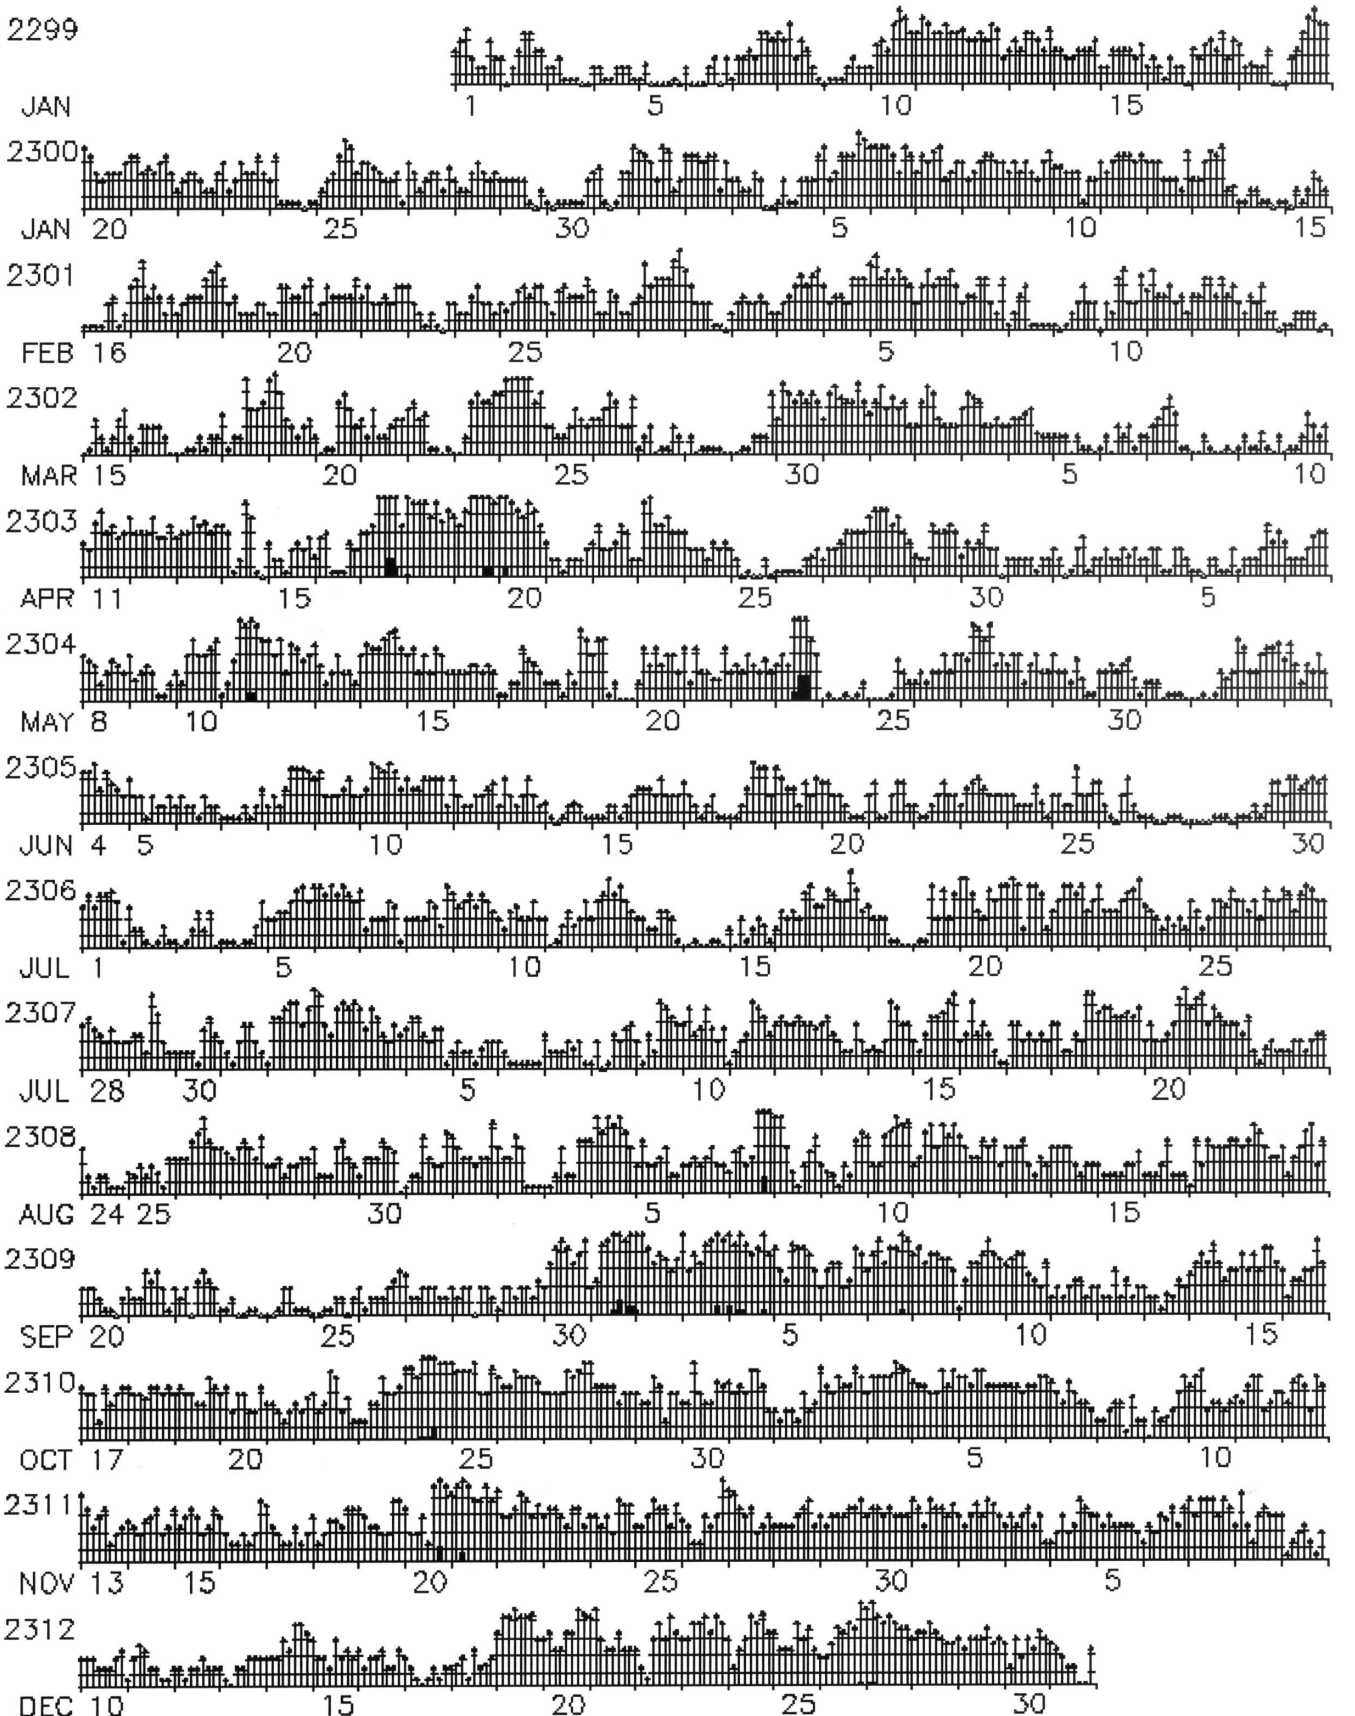 2299
JAN 1 5 10 15
2300
JAN 20 25 30 5 10 15
2301
FEB 16 20 25 5 10
2302
MAR 15 20 25 30 5 10
2303
APR 11 15 20 25 30 5
2304
MAY 8 10 15 20 25 30
2305
JUN 4 5 10 15 20 25 30
2306
JUL 1 5 10 15 20 25
2307
JUL 28 30 5 10 15 20
2308
AUG 24 25 30 5 10 15
2309
SEP 20 25 30 5 10 15
2310
OCT 17 20 25 30 5 10
2311
NOV 13 15 20 25 30 5
2312
DEC 10 15 20 25 30